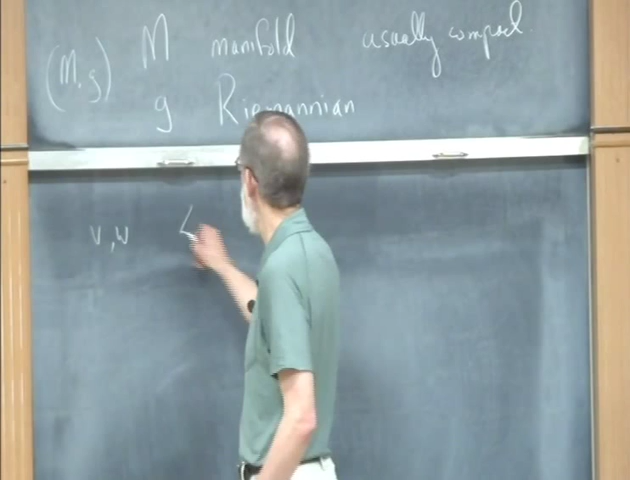 (M, g) M manifold usually compact.
g Riemannian
v, w <